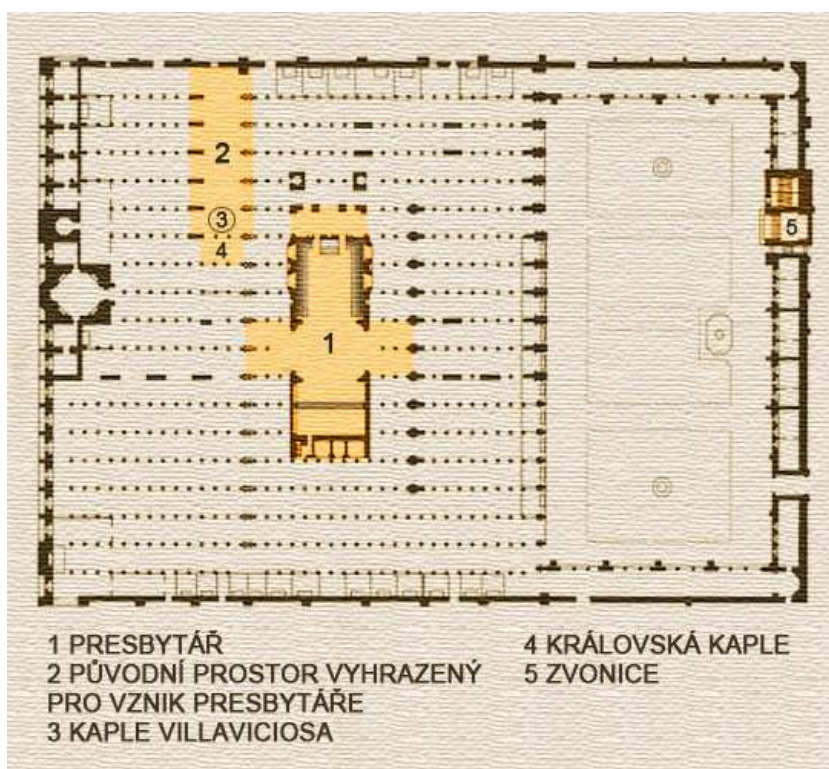 2
3
4
5
1
1 PRESBYTÁŘ
2 PŮVODNÍ PROSTOR VYHRAZENÝ
PRO VZNIK PRESBYTÁŘE
3 KAPLE VILLAVICIOSA
4 KRÁLOVSKÁ KAPLE
5 ZVONICE